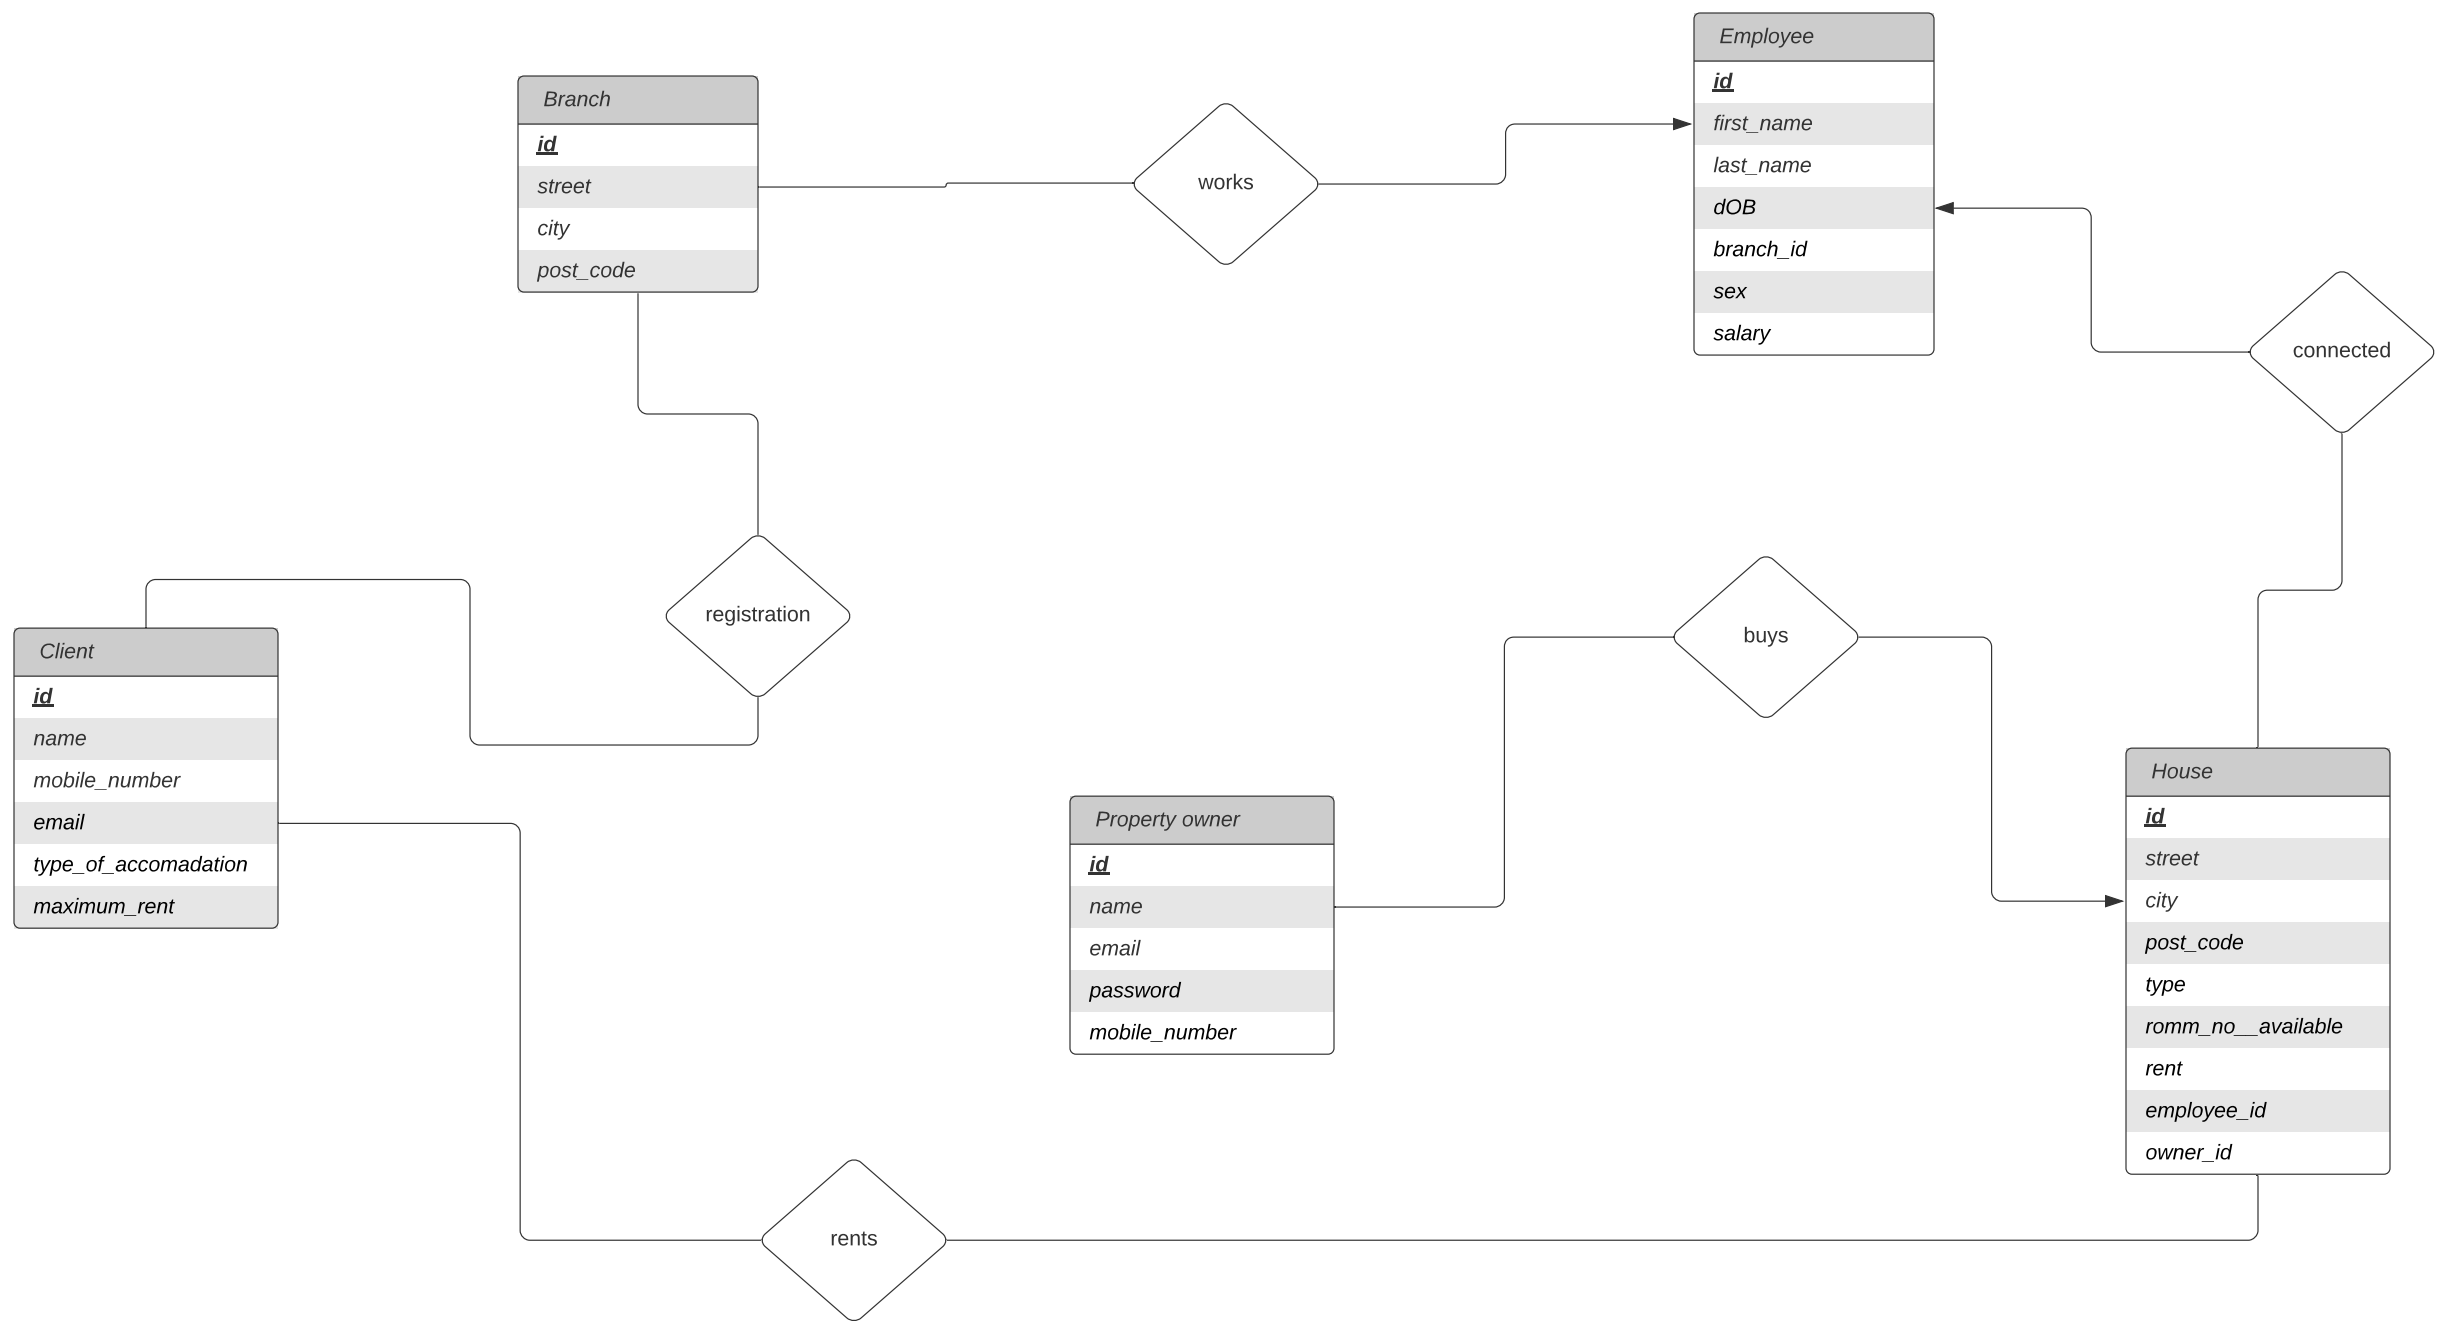 Employee
id
first_name
last_name
dOB
branch_id
sex
salary
Branch
id
street
city
post_code
works
connected
registration
buys
Client
id
name
mobile_number
email
type_of_accomadation
maximum_rent
Property owner
id
name
email
password
mobile_number
House
id
street
city
post_code
type
romm_no__available
rent
employee_id
owner_id
rents